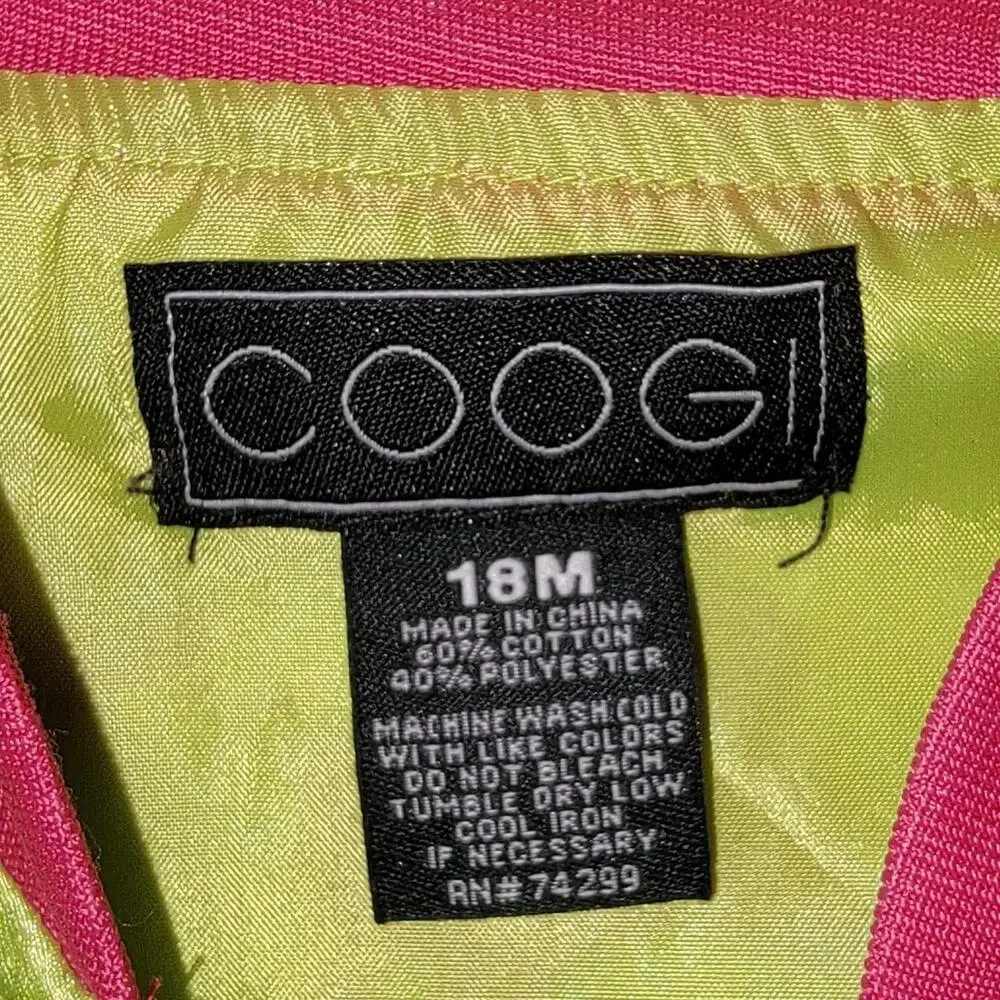 COOGI
18M
MADE IN CHINA
60% COTTON
40% POLYESTER
MACHINE WASH COLD
WITH LIKE COLORS
DO NOT BLEACH
TUMBLE DRY LOW
COOL IRON
IF NECESSARY
RN# 74299